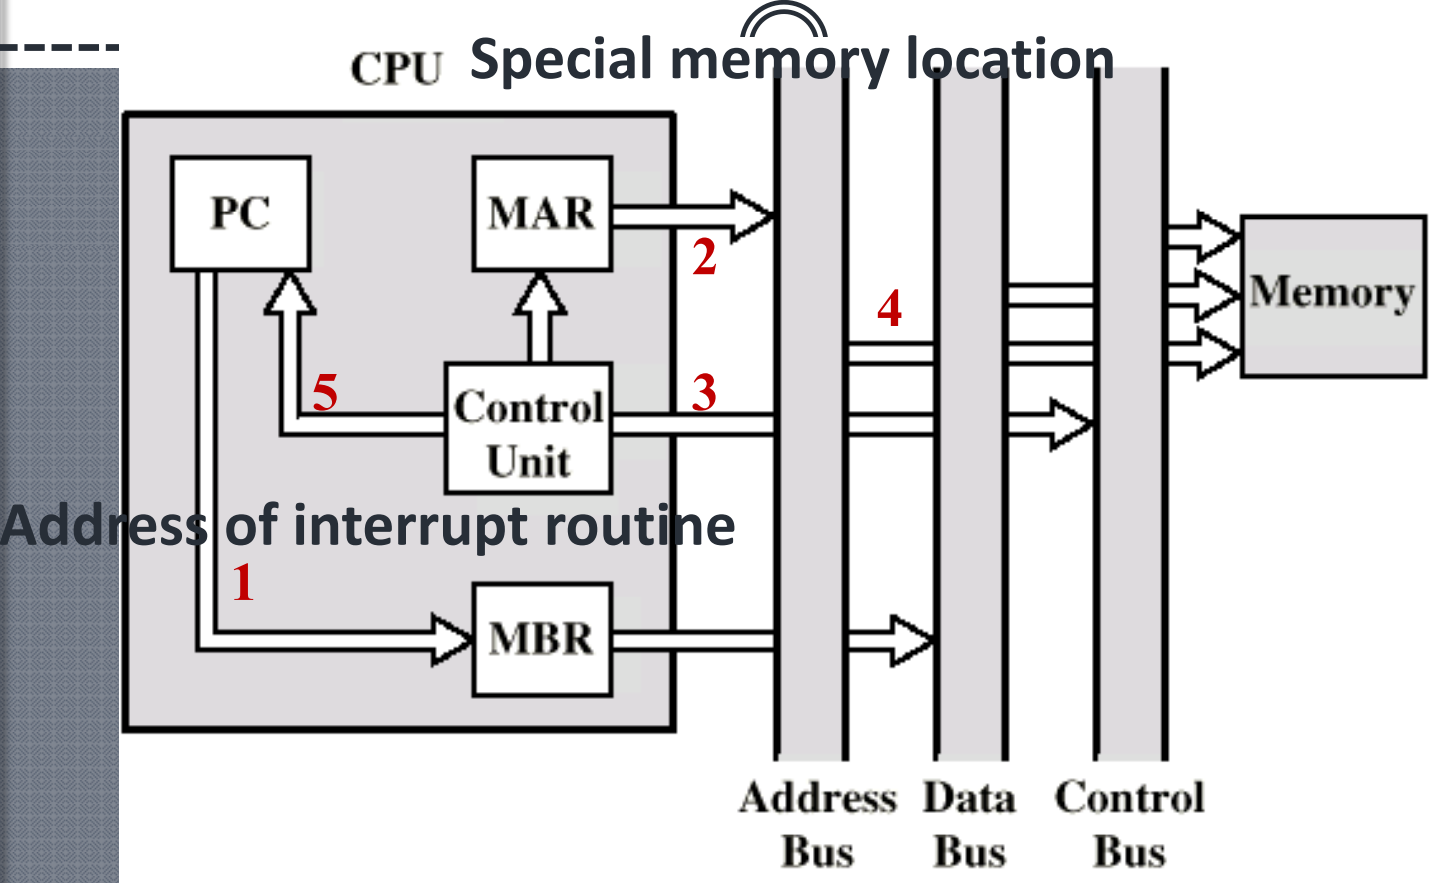 CPU Special memory location
PC
MAR
2
4
Memory
5
3
Control
Unit
Address of interrupt routine
1
MBR
Address Data Control
Bus Bus Bus